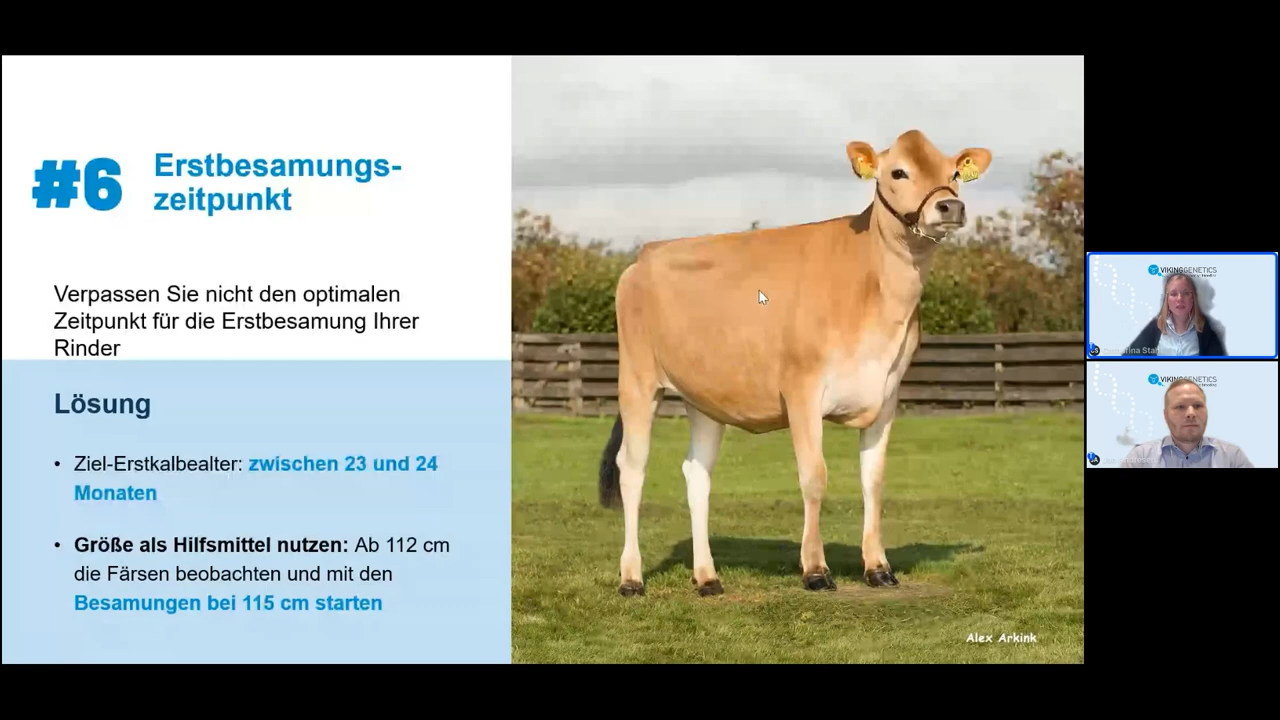 #6
Erstbesamungs-
zeitpunkt
Verpassen Sie nicht den optimalen
Zeitpunkt für die Erstbesamung Ihrer
Rinder
Lösung
• Ziel-Erstkalbealter: zwischen 23 und 24
Monaten
• Größe als Hilfsmittel nutzen: Ab 112 cm
die Färsen beobachten und mit den
Besamungen bei 115 cm starten
Alex Arkink
VIKINGGENETICS
VIKINGGENETICS